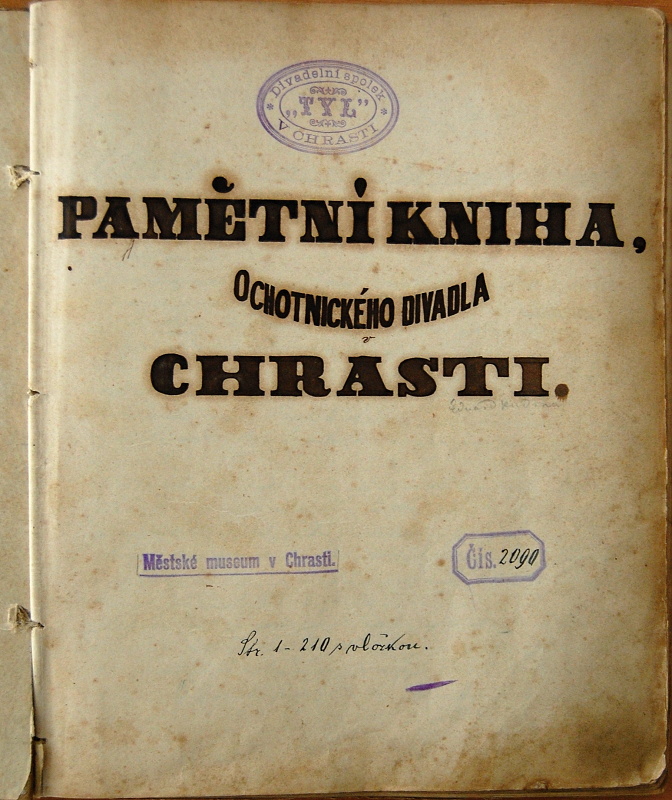 Divadelní spolek
„TYL"
V CHRASTI
PAMĚTNÍ KNIHA,
OCHOTNICKÉHO DIVADLA
v
CHRASTI.
Městské museum v Chrasti.
Čís. 2090
Str. 1 - 210 s vložkou.